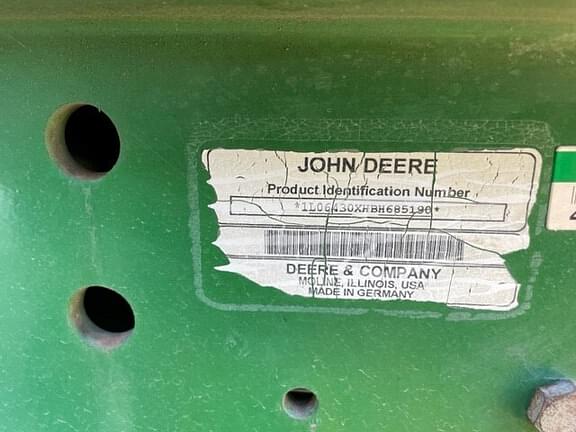 JOHN DEERE
Product Identification Number
*1L06430XHBH685190*
DEERE & COMPANY
MOLINE, ILLINOIS, USA
MADE IN GERMANY